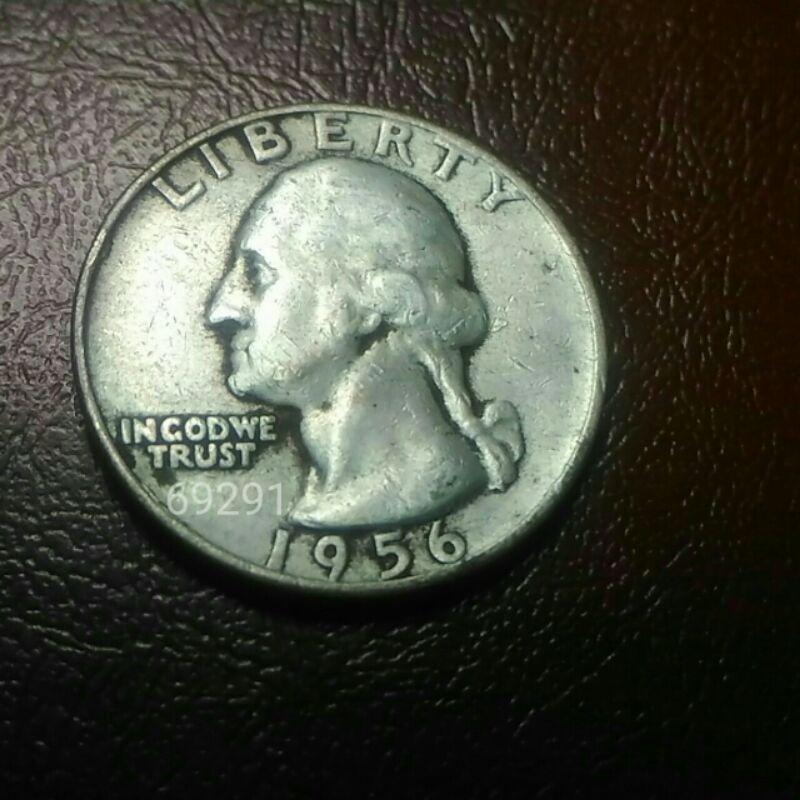 LIBERTY
IN GOD WE
TRUST
69291
1956